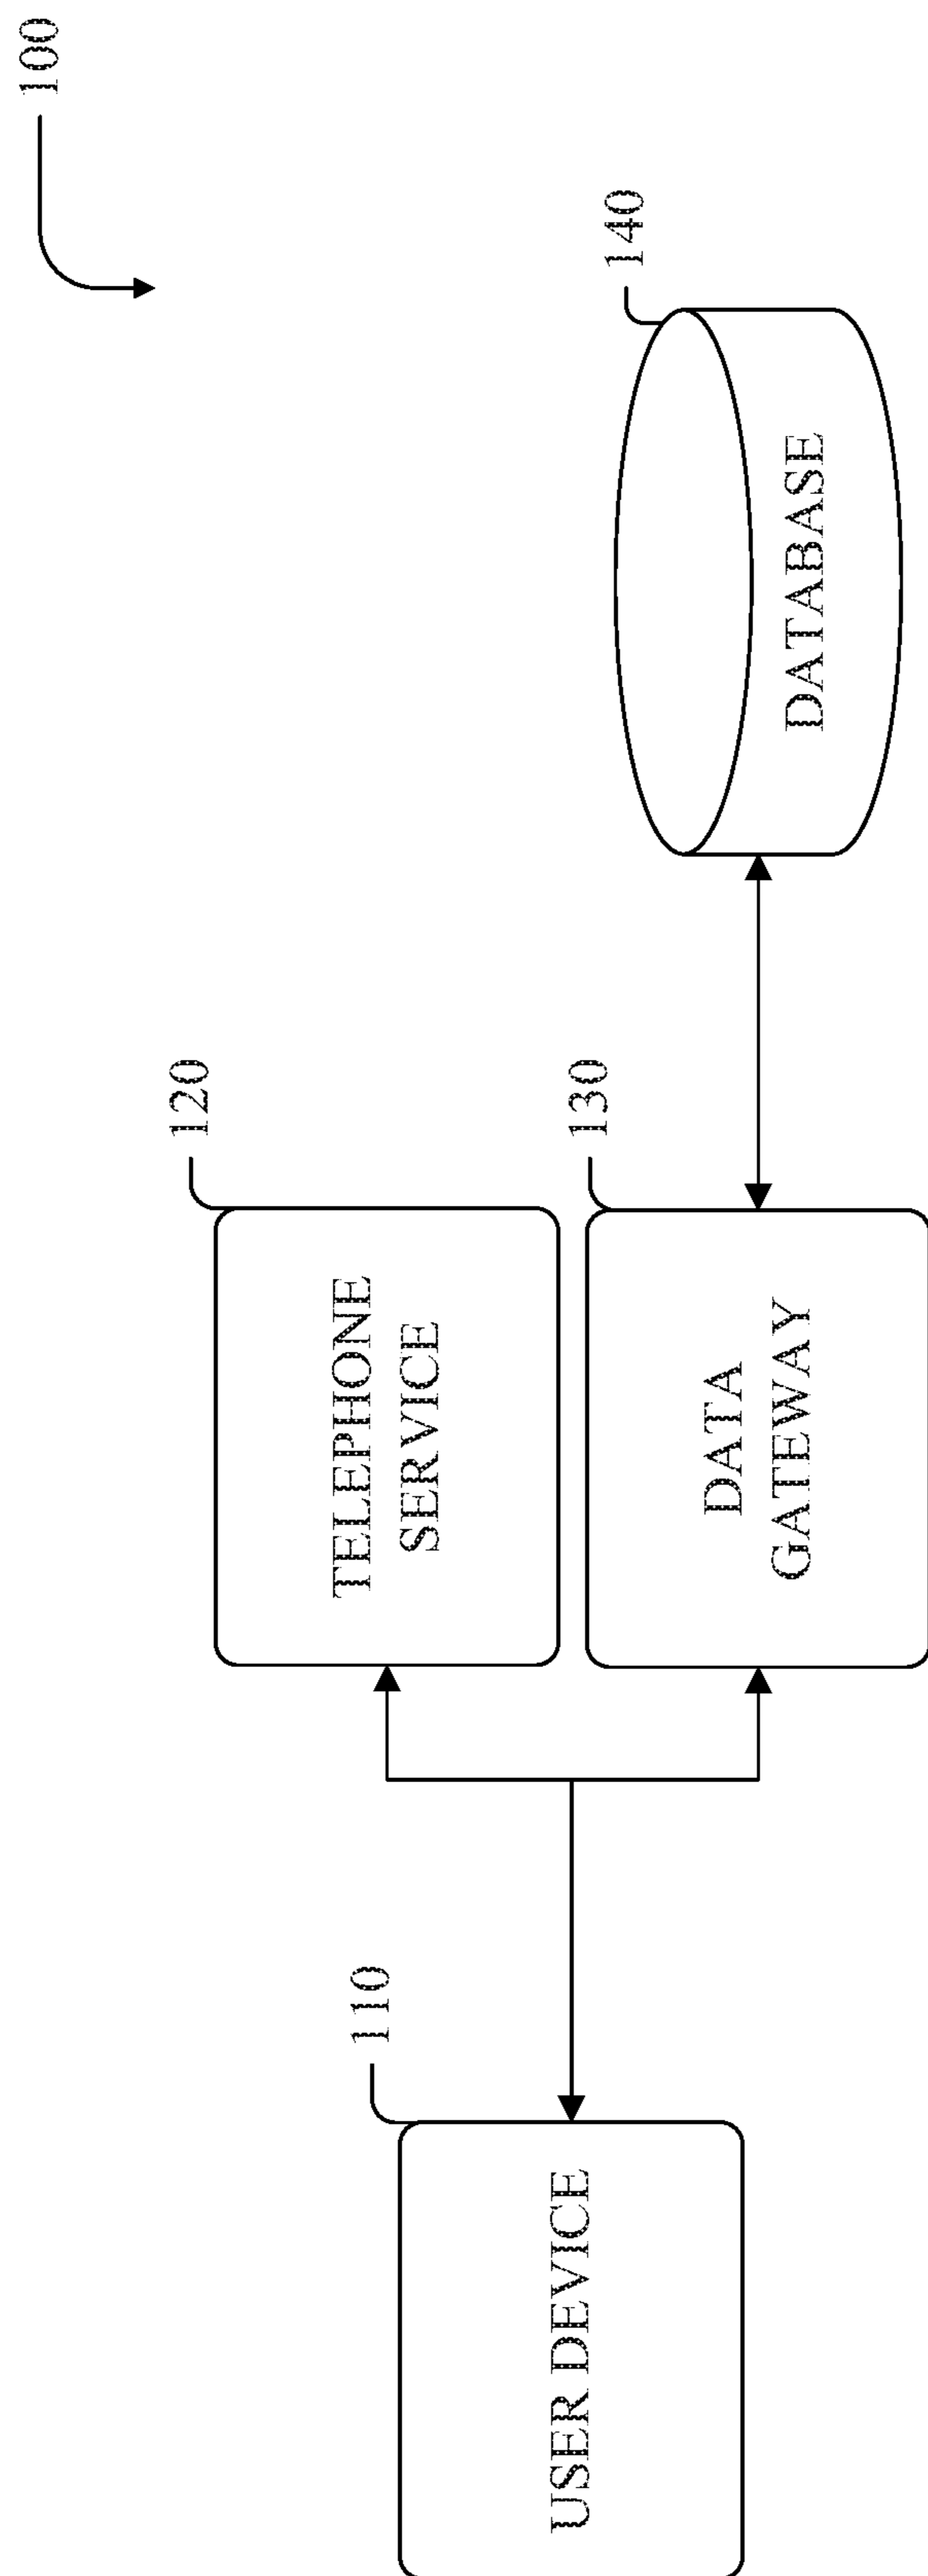 100
110
USER DEVICE
120
TELEPHONE
SERVICE
130
DATA
GATEWAY
140
DATABASE